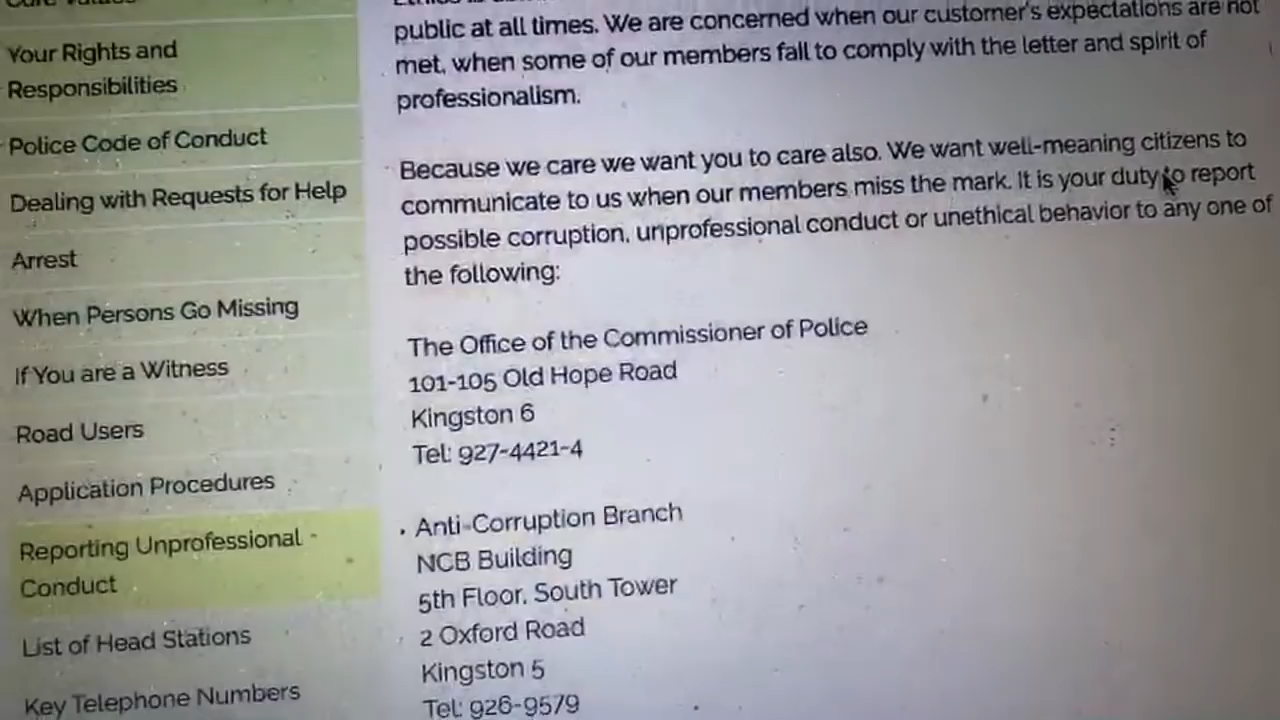 Your Rights and
Responsibilities
Police Code of Conduct
Dealing with Requests for Help
Arrest
When Persons Go Missing
If You are a Witness
Road Users
Application Procedures
Reporting Unprofessional
Conduct
List of Head Stations
Key Telephone Numbers
public at all times. We are concerned when our customer's expectations are not
met, when some of our members fall to comply with the letter and spirit of
professionalism.
Because we care we want you to care also. We want well-meaning citizens to
communicate to us when our members miss the mark. It is your duty to report
possible corruption, unprofessional conduct or unethical behavior to any one of
the following:
The Office of the Commissioner of Police
101-105 Old Hope Road
Kingston 6
Tel: 927-4421-4
Anti-Corruption Branch
NCB Building
5th Floor, South Tower
2 Oxford Road
Kingston 5
Tel: 926-9579